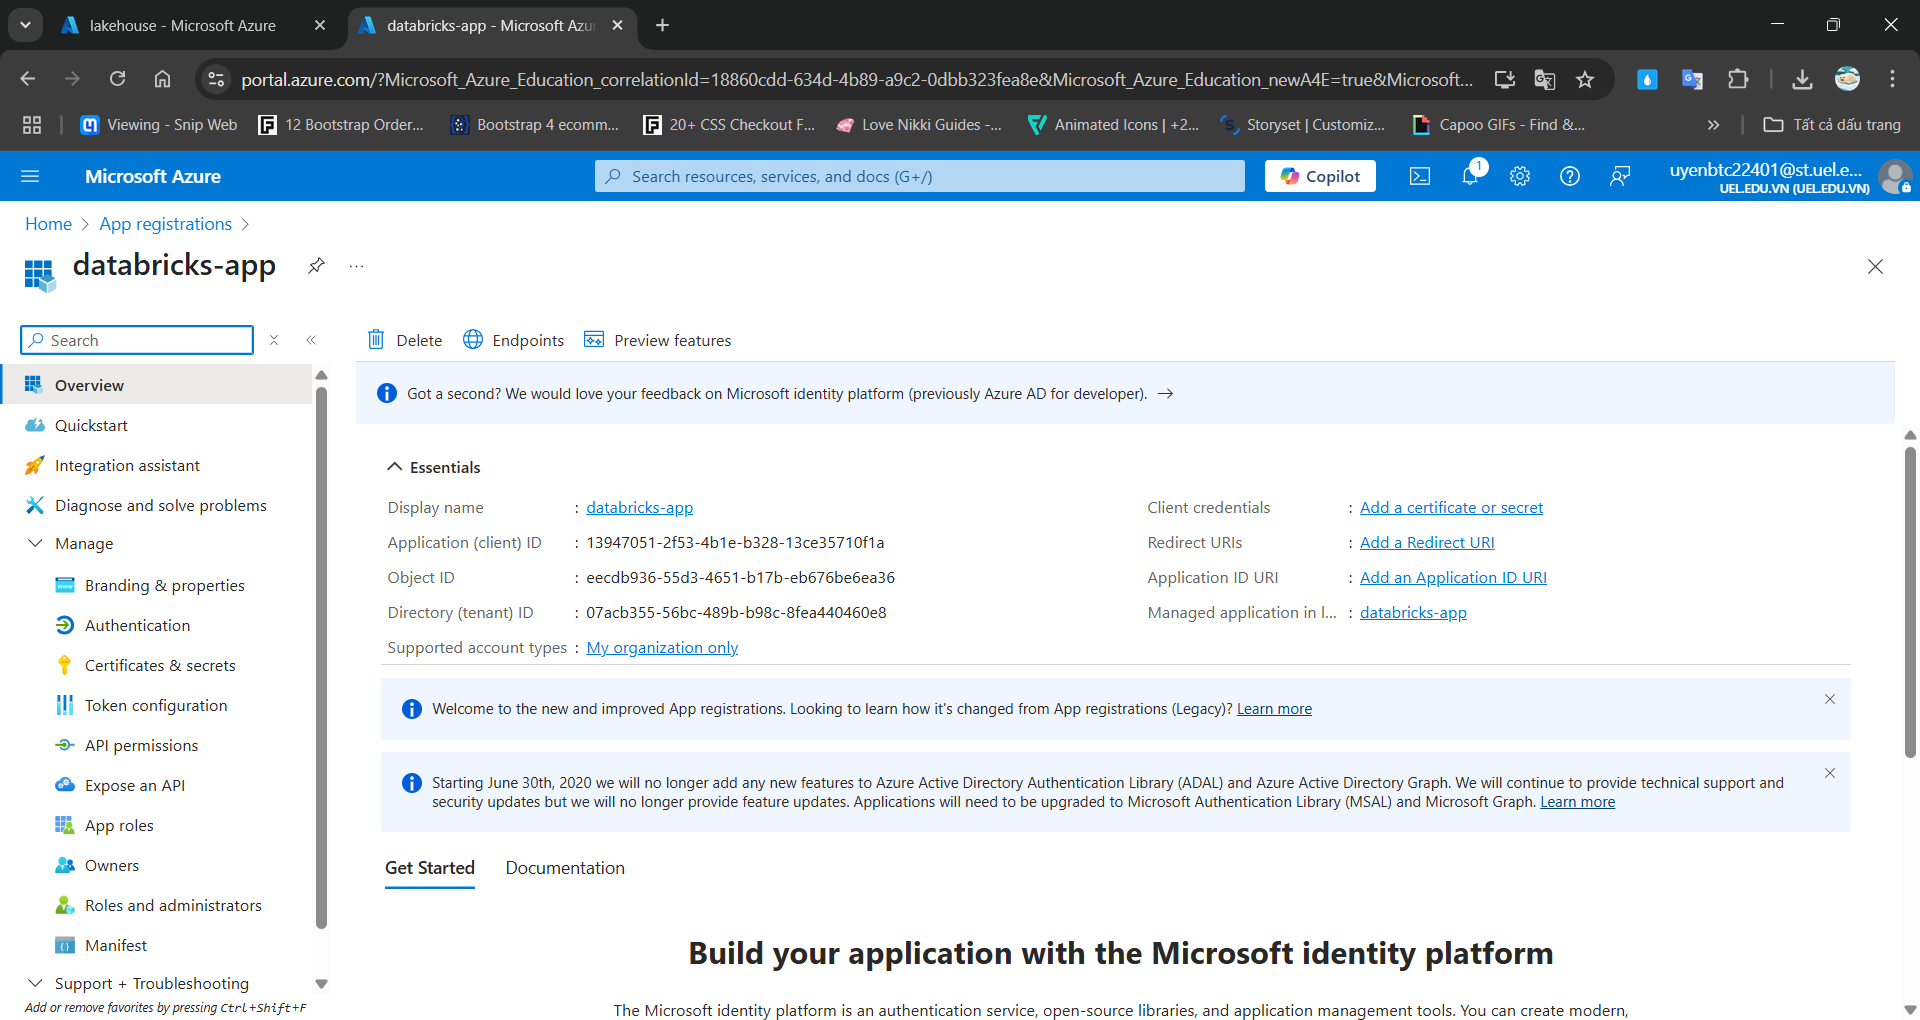 lakehouse - Microsoft Azure
databricks-app - Microsoft Azu
portal.azure.com/?Microsoft_Azure_Education_correlationId=18860cdd-634d-4b89-a9c2-0dbb323fea8e&Microsoft_Azure_Education_newA4E=true&Microsoft...
Viewing - Snip Web
12 Bootstrap Order...
Bootstrap 4 ecomm...
20+ CSS Checkout F...
Love Nikki Guides -...
Animated Icons | +2...
Storyset | Customiz...
Capoo GIFs - Find &...
Tất cả dấu trang
Microsoft Azure
Search resources, services, and docs (G+/)
Copilot
1
uyenbtc22401@st.uel.e...
UEL.EDU.VN (UEL.EDU.VN)
Home > App registrations >
databricks-app
Search
Delete
Endpoints
Preview features
Overview
Quickstart
Integration assistant
Diagnose and solve problems
Manage
Branding & properties
Authentication
Certificates & secrets
Token configuration
API permissions
Expose an API
App roles
Owners
Roles and administrators
Manifest
Support + Troubleshooting
Add or remove favorites by pressing Ctrl+Shift+F
Got a second? We would love your feedback on Microsoft identity platform (previously Azure AD for developer).
Essentials
Display name : databricks-app
Application (client) ID : 13947051-2f53-4b1e-b328-13ce35710f1a
Object ID : eecdb936-55d3-4651-b17b-eb676be6ea36
Directory (tenant) ID : 07acb355-56bc-489b-b98c-8fea440460e8
Supported account types : My organization only
Client credentials : Add a certificate or secret
Redirect URIs : Add a Redirect URI
Application ID URI : Add an Application ID URI
Managed application in l... : databricks-app
Welcome to the new and improved App registrations. Looking to learn how it's changed from App registrations (Legacy)? Learn more
Starting June 30th, 2020 we will no longer add any new features to Azure Active Directory Authentication Library (ADAL) and Azure Active Directory Graph. We will continue to provide technical support and
security updates but we will no longer provide feature updates. Applications will need to be upgraded to Microsoft Authentication Library (MSAL) and Microsoft Graph. Learn more
Get Started
Documentation
Build your application with the Microsoft identity platform
The Microsoft identity platform is an authentication service, open-source libraries, and application management tools. You can create modern,